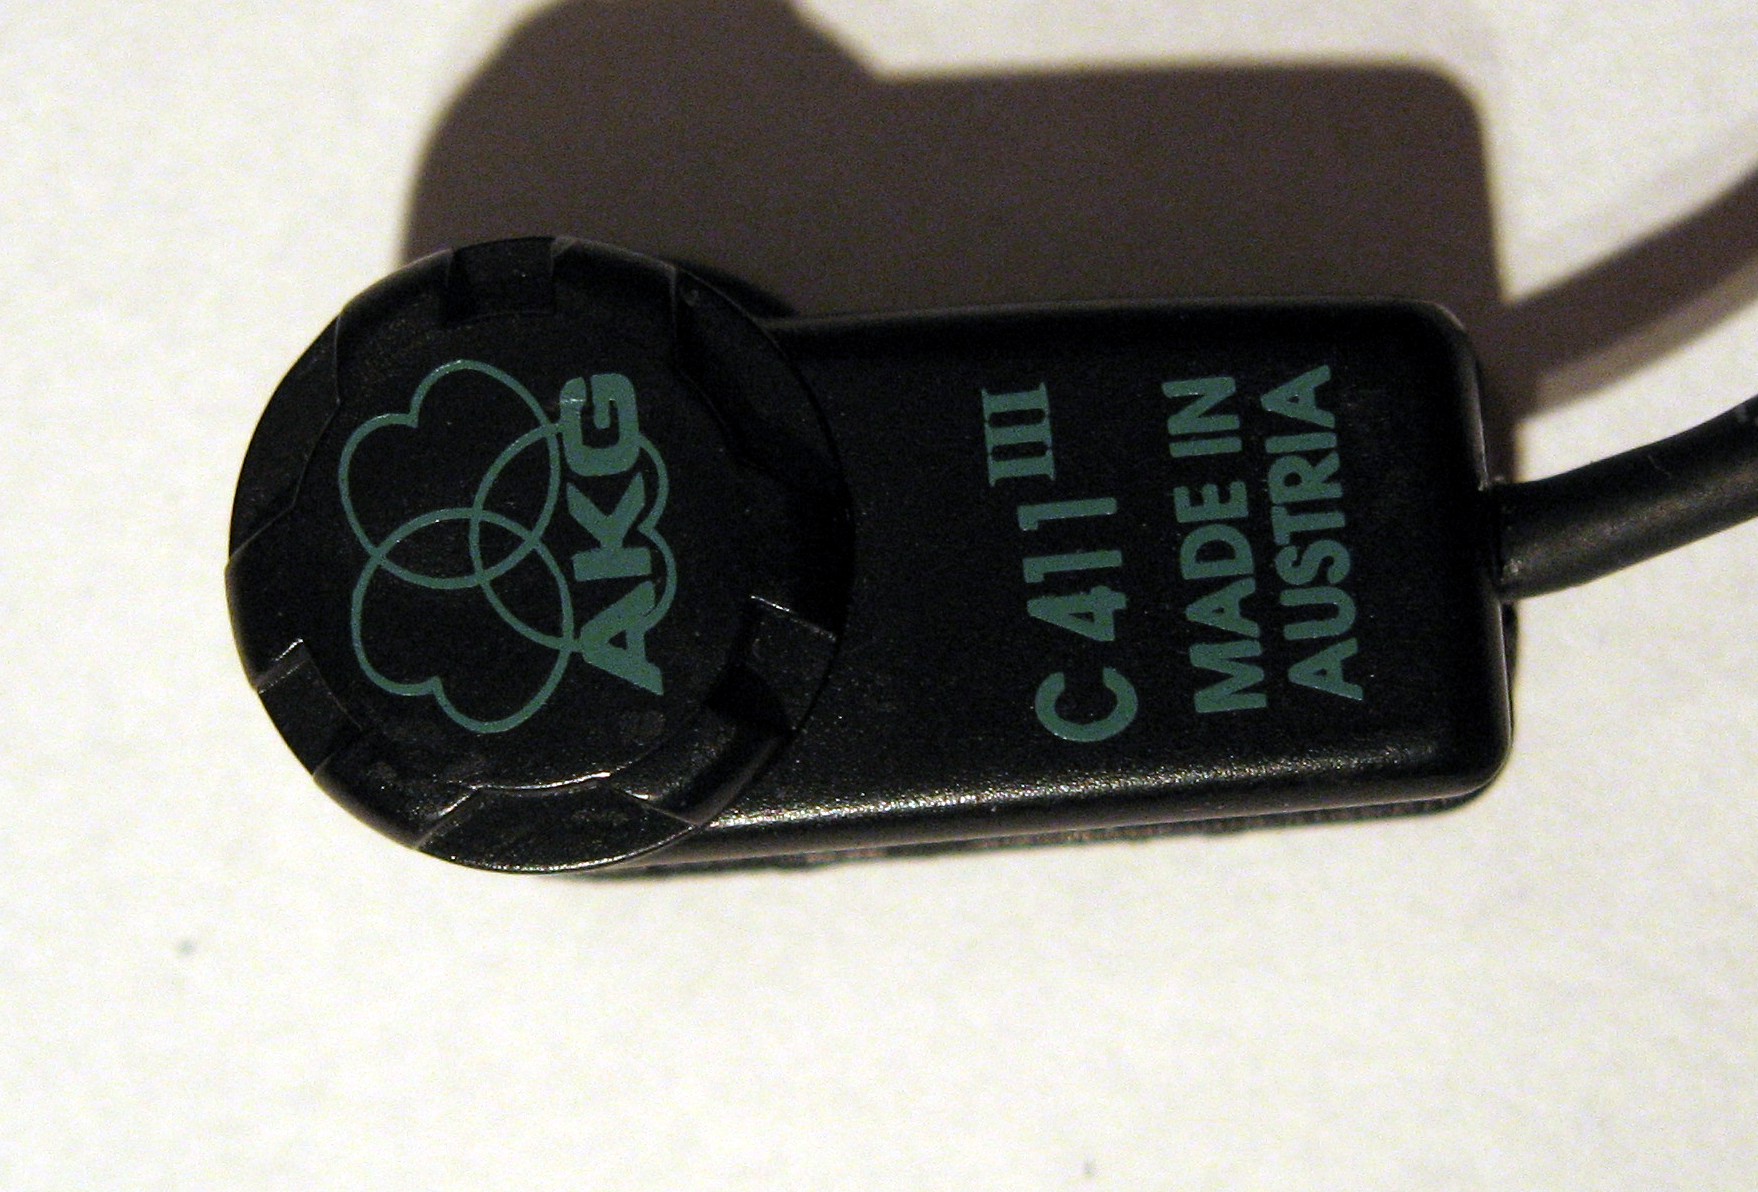 AKG
C 411 III
MADE IN
AUSTRIA